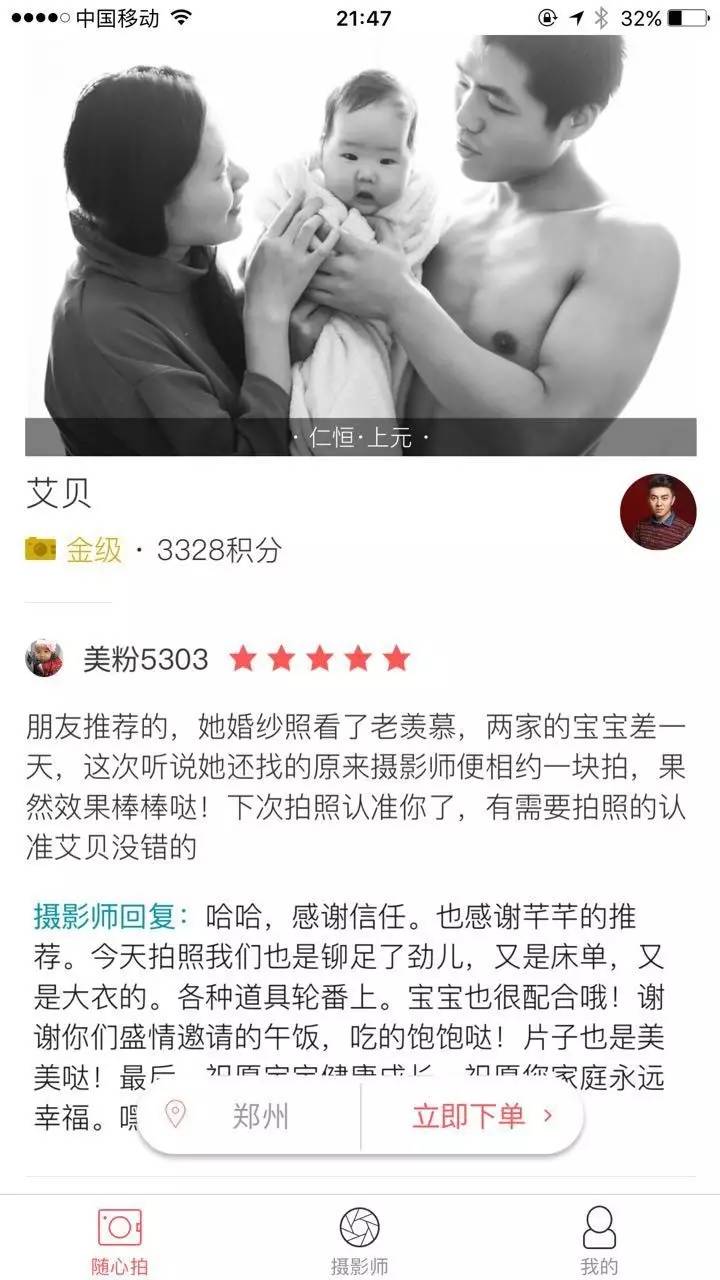 中国移动 21:47 32%
· 仁恒·上元 ·
艾贝
金级 · 3328积分
美粉5303
朋友推荐的，她婚纱照看了老羡慕，两家的宝宝差一
天，这次听说她还找的原来摄影师便相约一块拍，果
然效果棒棒哒！下次拍照认准你了，有需要拍照的认
准艾贝没错的
摄影师回复：哈哈，感谢信任。也感谢芊芊的推
荐。今天拍照我们也是铆足了劲儿，又是床单，又
是大衣的。各种道具轮番上。宝宝也很配合哦！谢
谢你们盛情邀请的午饭，吃的饱饱哒！片子也是美
美哒！最后，祝愿宝宝健康成长，祝愿你家庭永远
幸福。嘿
郑州 立即下单 ›
随心拍 摄影师 我的